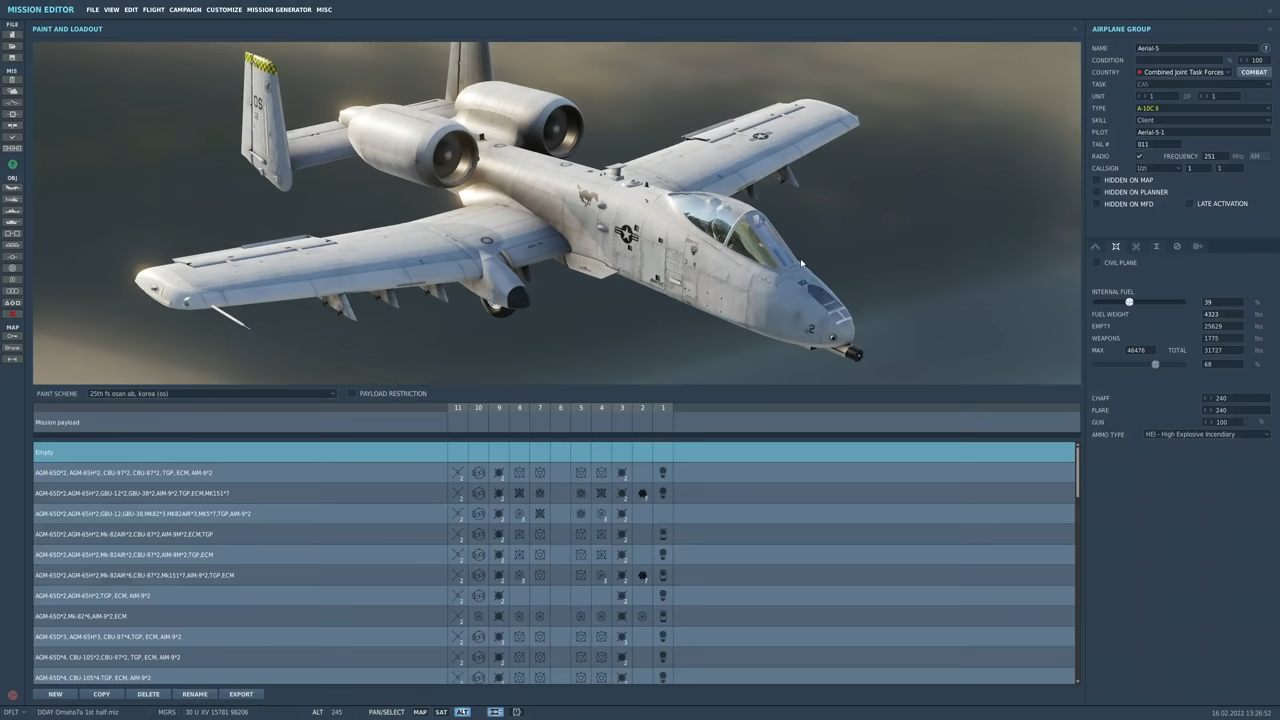 MISSION EDITOR FILE VIEW EDIT FLIGHT CAMPAIGN CUSTOMIZE MISSION GENERATOR MISC
FILE
MIS
OBJ
MAP
Draw
PAINT AND LOADOUT
OS
2
PAINT SCHEME 25th fs osan ab, korea (os) PAYLOAD RESTRICTION
11 10 9 8 7 6 5 4 3 2 1
Mission payload
Empty
AGM-65D*2, AGM-65H*2, CBU-97*2, CBU-87*2, TGP, ECM, AIM-9*2
AGM-65D*2,AGM-65H*2,GBU-12*2,GBU-38*2,AIM-9*2,TGP,ECM,MK151*7
AGM-65D*2,AGM-65H*2,GBU-12,GBU-38,MK82*3,MK82AIR*3,MK5*7,TGP,AIM-9*2
AGM-65D*2,AGM-65H*2,Mk-82AIR*2,CBU-87*2,AIM-9M*2,ECM,TGP
AGM-65D*2,AGM-65H*2,Mk-82AIR*2,CBU-97*2,AIM-9M*2,TGP,ECM
AGM-65D*2,AGM-65H*2,Mk-82AIR*6,CBU-87*2,Mk151*7,AIM-9*2,TGP,ECM
AGM-65D*2,AGM-65H*2,TGP, ECM, AIM-9*2
AGM-65D*2,Mk-82*6,AIM-9*2,ECM
AGM-65D*3, AGM-65H*3, CBU-97*4,TGP, ECM, AIM-9*2
AGM-65D*4, CBU-105*2,CBU-97*2, TGP, ECM, AIM-9*2
AGM-65D*4, CBU-105*4,TGP, ECM, AIM-9*2
NEW COPY DELETE RENAME EXPORT
AIRPLANE GROUP
NAME Aerial-5 ?
CONDITION % < > 100
COUNTRY Combined Joint Task Forces COMBAT
TASK CAS
UNIT < > 1 OF < > 1
TYPE A-10C II
SKILL Client
PILOT Aerial-5-1
TAIL # 011
RADIO FREQUENCY 251 MHz AM
CALLSIGN Uzi 1 1
HIDDEN ON MAP
HIDDEN ON PLANNER
HIDDEN ON MFD LATE ACTIVATION
CIVIL PLANE
INTERNAL FUEL
39 %
FUEL WEIGHT 4323 lbs
EMPTY 25629 lbs
WEAPONS 1775 lbs
MAX 46476 TOTAL 31727 lbs
68 %
CHAFF < > 240
FLARE < > 240
GUN < > 100 %
AMMO TYPE HEI - High Explosive Incendiary
DFLT DDAY Omaha7a 1st half.miz MGRS 30 U XV 15781 98206 ALT 245 PAN/SELECT MAP SAT ALT 16.02.2022 13:26:52